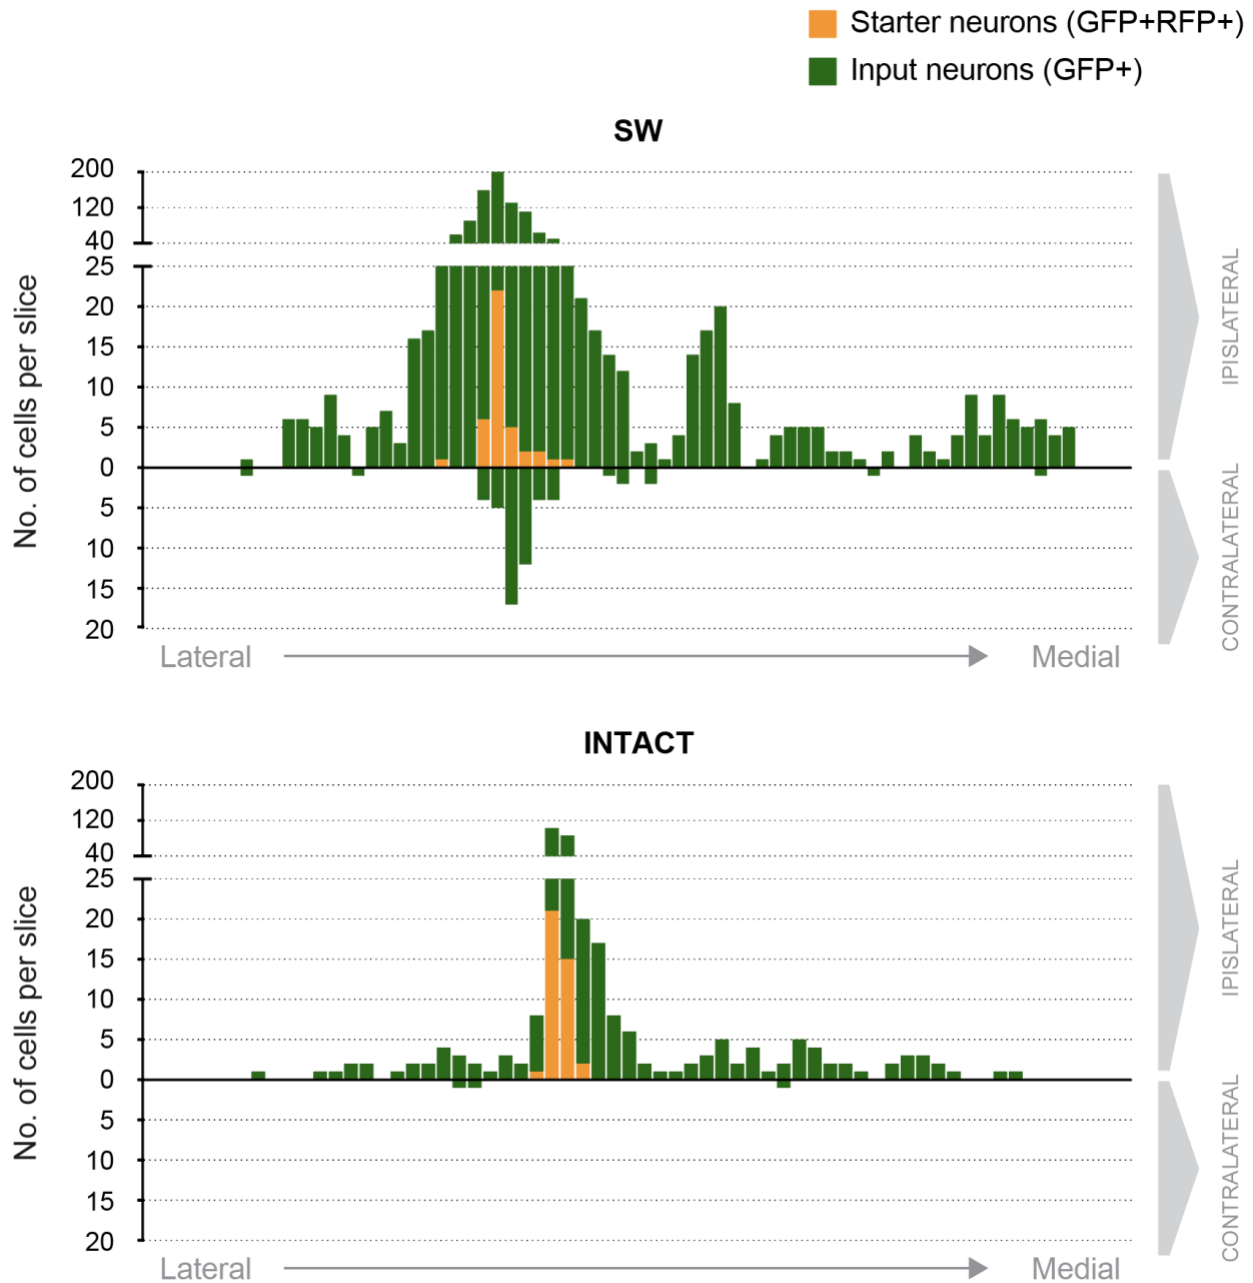 Starter neurons (GFP+RFP+)
Input neurons (GFP+)
SW
200
120
40
25
20
15
10
5
0
5
10
15
20
No. of cells per slice
IPISLATERAL
CONTRALATERAL
Lateral
Medial
INTACT
200
120
40
25
20
15
10
5
0
5
10
15
20
No. of cells per slice
IPISLATERAL
CONTRALATERAL
Lateral
Medial